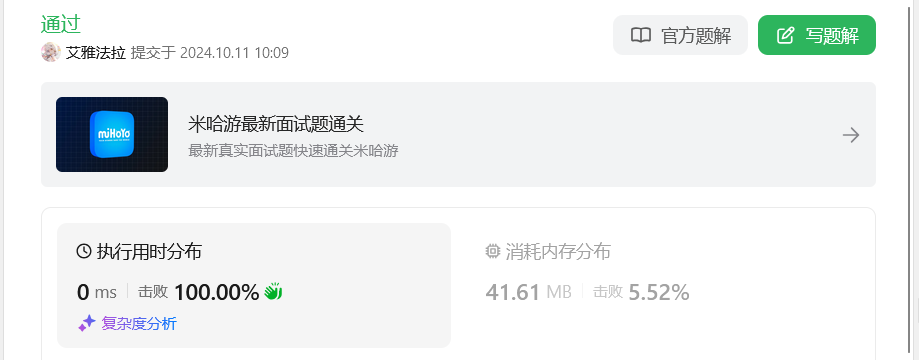 通过
艾雅法拉 提交于 2024.10.11 10:09
官方题解
写题解
miHoYo
米哈游最新面试题通关
最新真实面试题快速通关米哈游
执行用时分布
0 ms 击败 100.00%
复杂度分析
消耗内存分布
41.61 MB 击败 5.52%